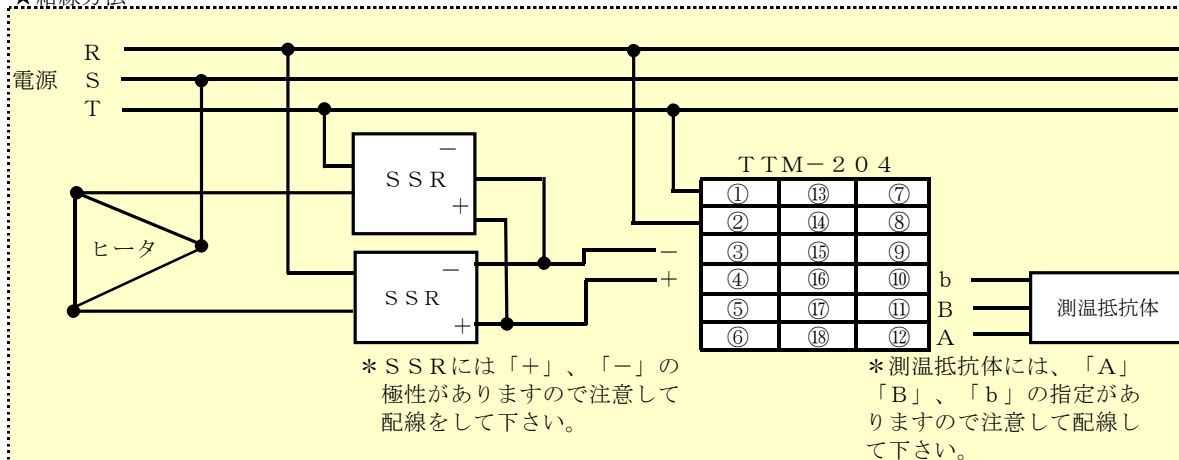 ★結線方法
R
電源 S
T
TTM－204
SSR
－
＋
SSR
－
＋
ヒータ
－
＋
① ⑬ ⑦
② ⑭ ⑧
③ ⑮ ⑨
④ ⑯ ⑩
⑤ ⑰ ⑪
⑥ ⑱ ⑫
b
B
A
測温抵抗体
＊SSRには「＋」、「－」の
極性がありますので注意して
配線をして下さい。
＊測温抵抗体には、「A」
「B」、「b」の指定があ
りますので注意して配線し
て下さい。